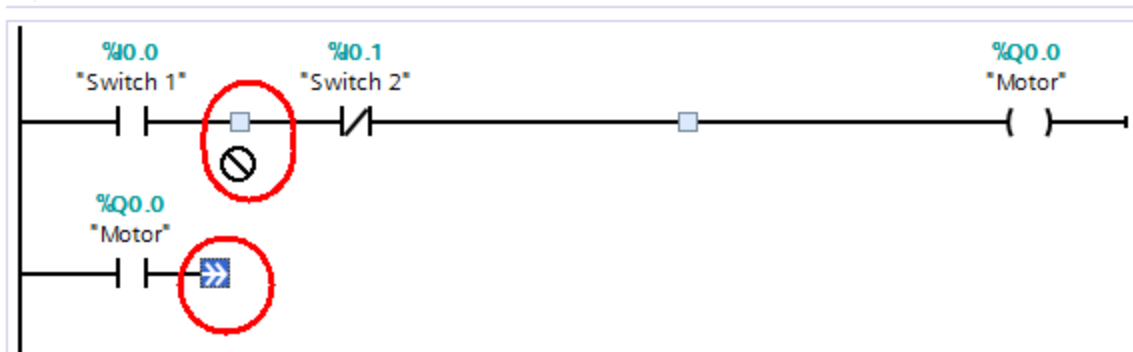 %I0.0
"Switch 1"
%I0.1
"Switch 2"
%Q0.0
"Motor"
%Q0.0
"Motor"